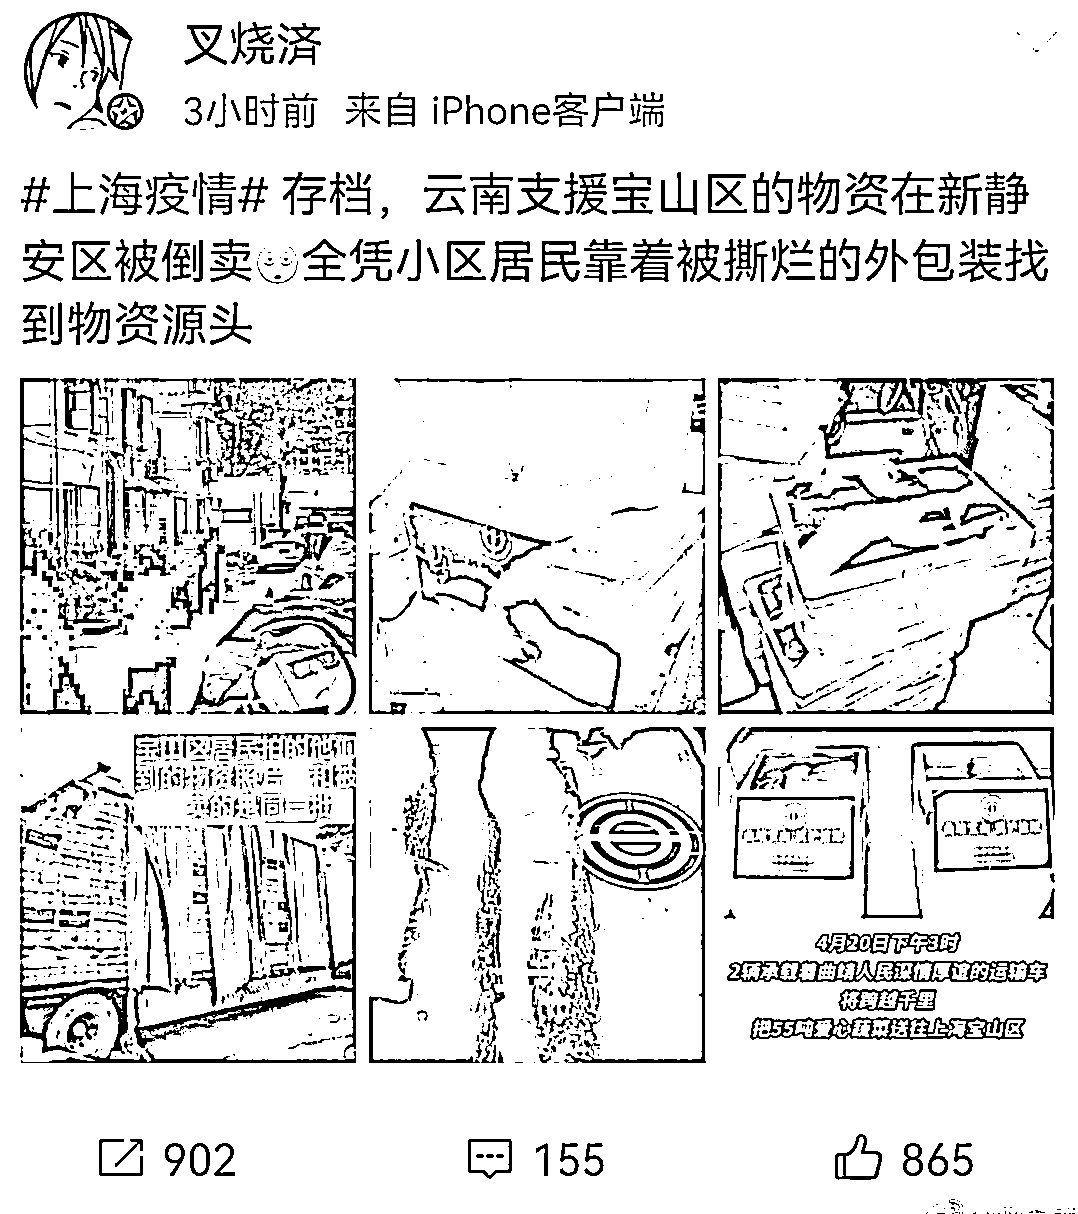 叉烧済
3小时前 来自 iPhone客户端
#上海疫情# 存档，云南支援宝山区的物资在新静
安区被倒卖🥺全凭小区居民靠着被撕烂的外包装找
到物资源头
宝山区居民拍的他们
到的物资照片
卖的是同一批
4月20日下午3时
2辆承载着曲靖人民深情厚谊的运输车
将跨越千里
把55吨爱心蔬菜送往上海宝山区
902 155 865